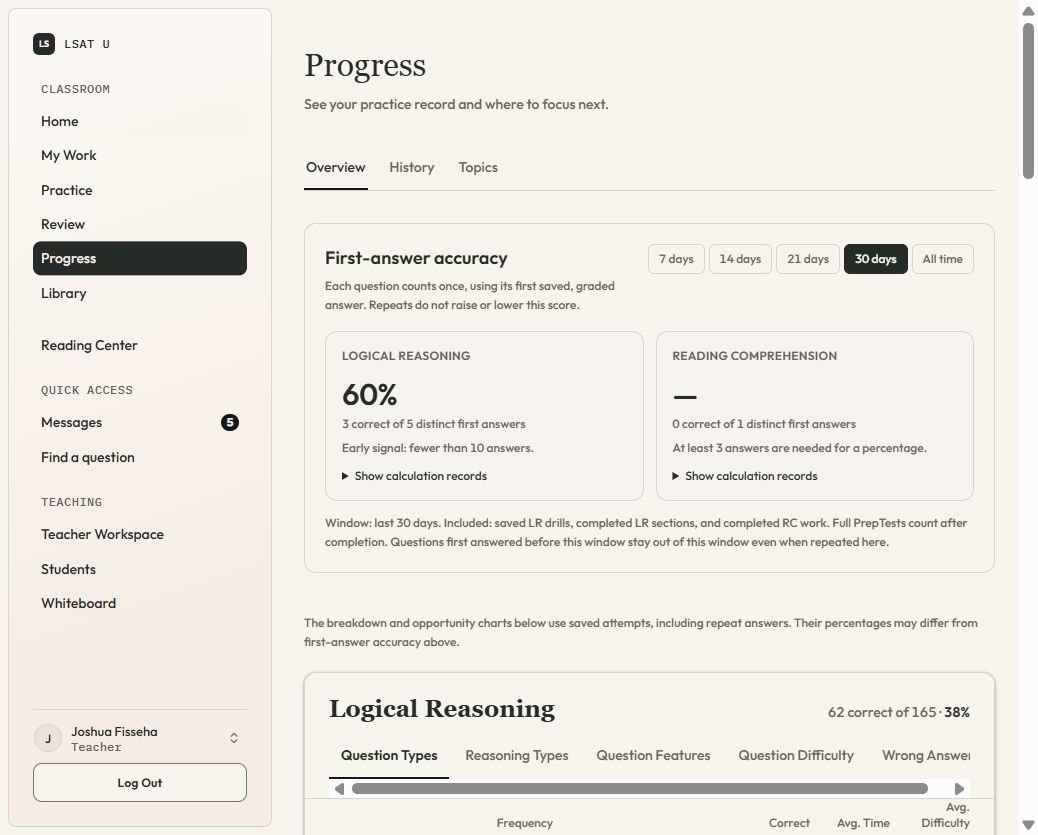 LS LSAT U
CLASSROOM
Home
My Work
Practice
Review
Progress
Library
Reading Center
QUICK ACCESS
Messages 5
Find a question
TEACHING
Teacher Workspace
Students
Whiteboard
J Joshua Fisseha
Teacher
Log Out
Progress
See your practice record and where to focus next.
Overview History Topics
First-answer accuracy
7 days 14 days 21 days 30 days All time
Each question counts once, using its first saved, graded
answer. Repeats do not raise or lower this score.
LOGICAL REASONING
60%
3 correct of 5 distinct first answers
Early signal: fewer than 10 answers.
Show calculation records
READING COMPREHENSION
—
0 correct of 1 distinct first answers
At least 3 answers are needed for a percentage.
Show calculation records
Window: last 30 days. Included: saved LR drills, completed LR sections, and completed RC work. Full PrepTests count after
completion. Questions first answered before this window stay out of this window even when repeated here.
The breakdown and opportunity charts below use saved attempts, including repeat answers. Their percentages may differ from
first-answer accuracy above.
Logical Reasoning
62 correct of 165 · 38%
Question Types Reasoning Types Question Features Question Difficulty Wrong Answer
Frequency Correct Avg. Time Avg.
Difficulty